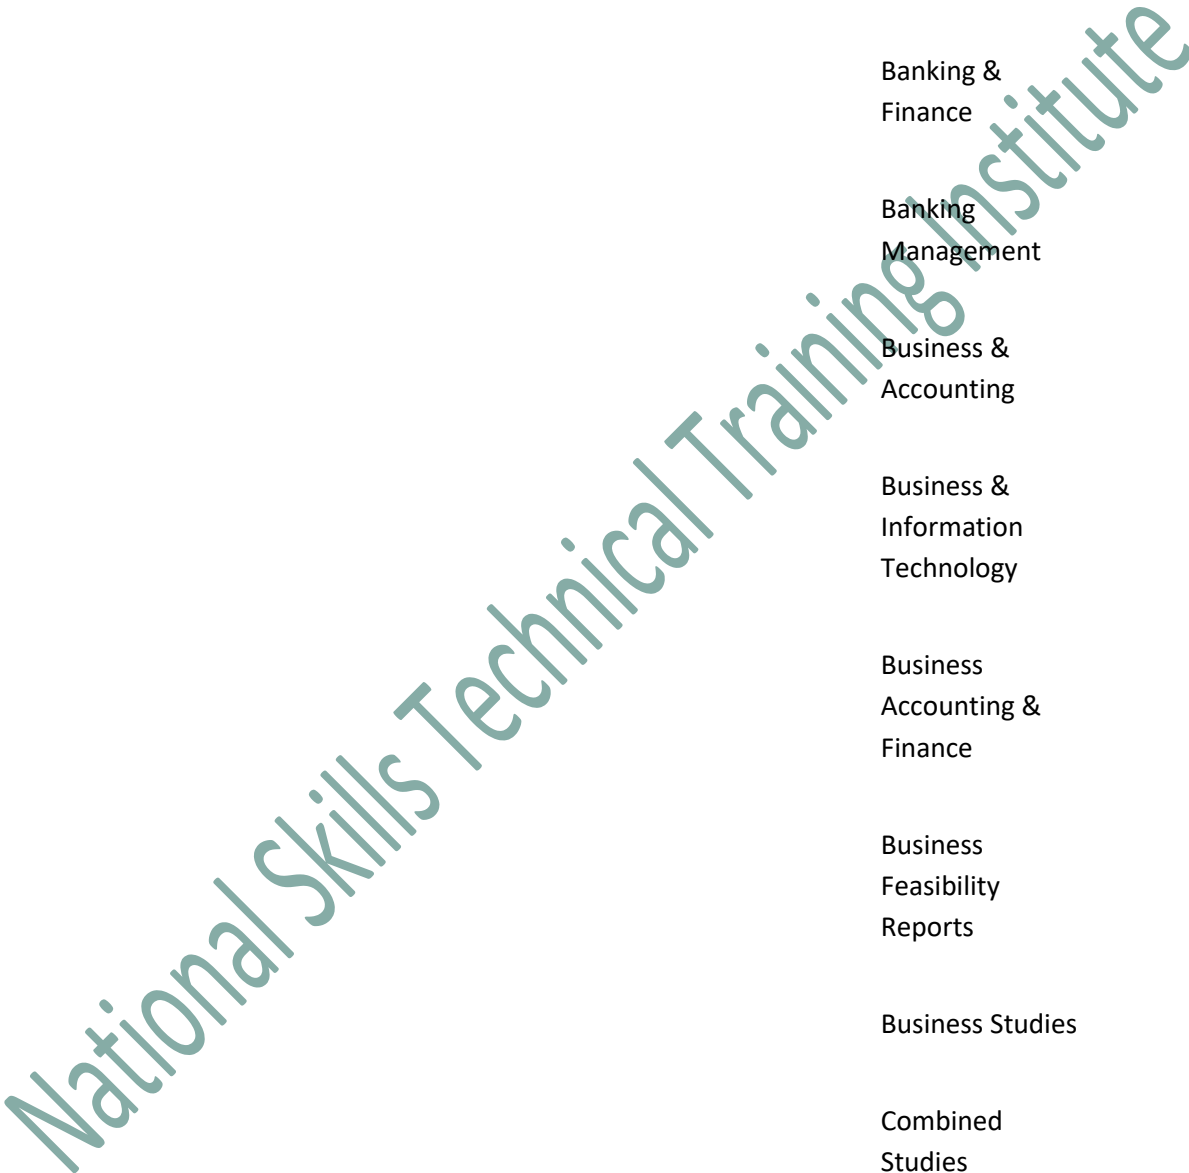 Banking &
Finance
Banking
Management
Business &
Accounting
Business &
Information
Technology
Business
Accounting &
Finance
Business
Feasibility
Reports
Business Studies
Combined
Studies
National Skills Technical Training Institute